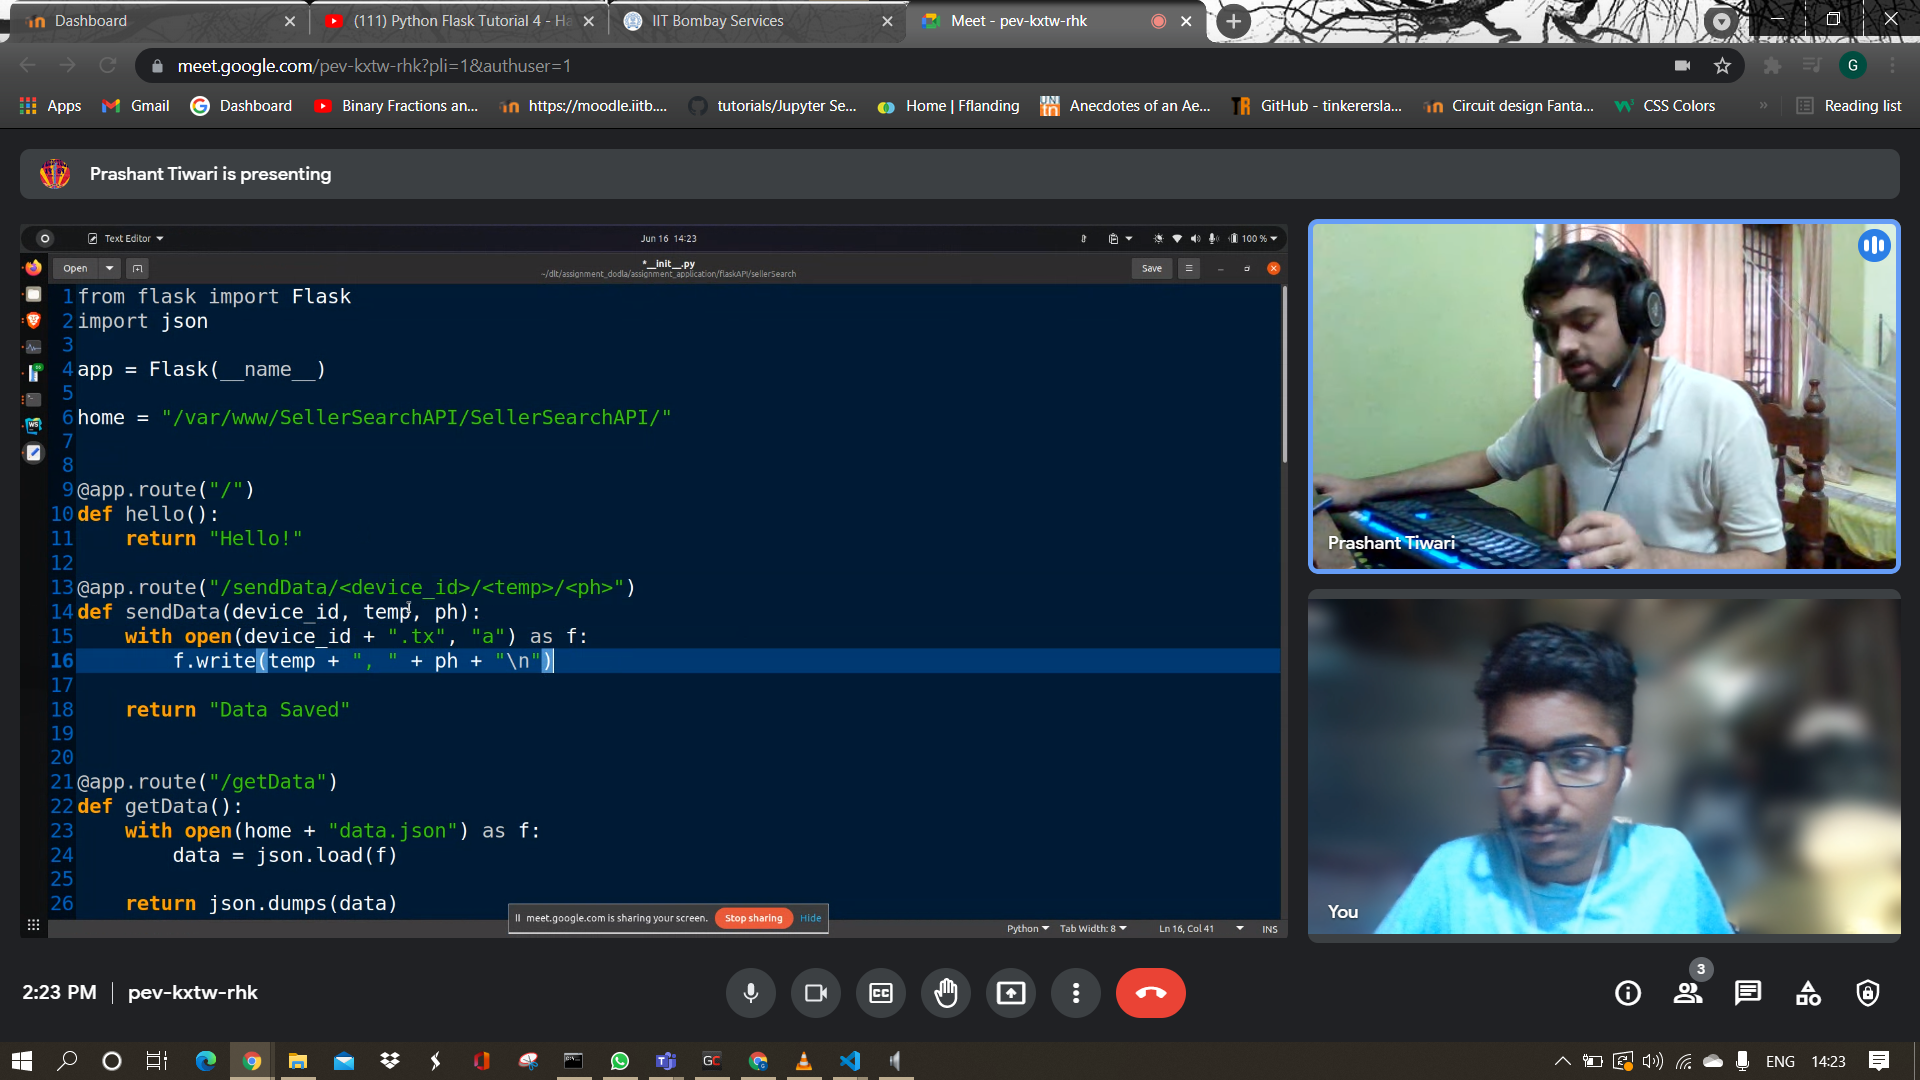 Dashboard
(111) Python Flask Tutorial 4 - Ha
IIT Bombay Services
Meet - pev-kxtw-rhk
meet.google.com/pev-kxtw-rhk?pli=1&authuser=1
G
Apps
Gmail
Dashboard
Binary Fractions an...
https://moodle.iitb....
tutorials/Jupyter Se...
Home | Fflanding
Anecdotes of an Ae...
GitHub - tinkerersla...
Circuit design Fanta...
CSS Colors
»
Reading list
Prashant Tiwari is presenting
Text Editor
Jun 16 14:23
100 %
Open
*__init__.py
~/dlt/assignment_dodla/assignment_application/flaskAPI/sellerSearch
Save
1 from flask import Flask
2 import json
3
4 app = Flask(__name__)
5
6 home = "/var/www/SellerSearchAPI/SellerSearchAPI/"
7
8
9 @app.route("/")
10 def hello():
11     return "Hello!"
12
13 @app.route("/sendData/<device_id>/<temp>/<ph>")
14 def sendData(device_id, temp, ph):
15     with open(device_id + ".tx", "a") as f:
16         f.write(temp + ", " + ph + "\n")
17
18     return "Data Saved"
19
20
21 @app.route("/getData")
22 def getData():
23     with open(home + "data.json") as f:
24         data = json.load(f)
25
26     return json.dumps(data)
meet.google.com is sharing your screen.
Stop sharing
Hide
Python
Tab Width: 8
Ln 16, Col 41
INS
Prashant Tiwari
You
2:23 PM | pev-kxtw-rhk
CC
3
GC
ENG
14:23